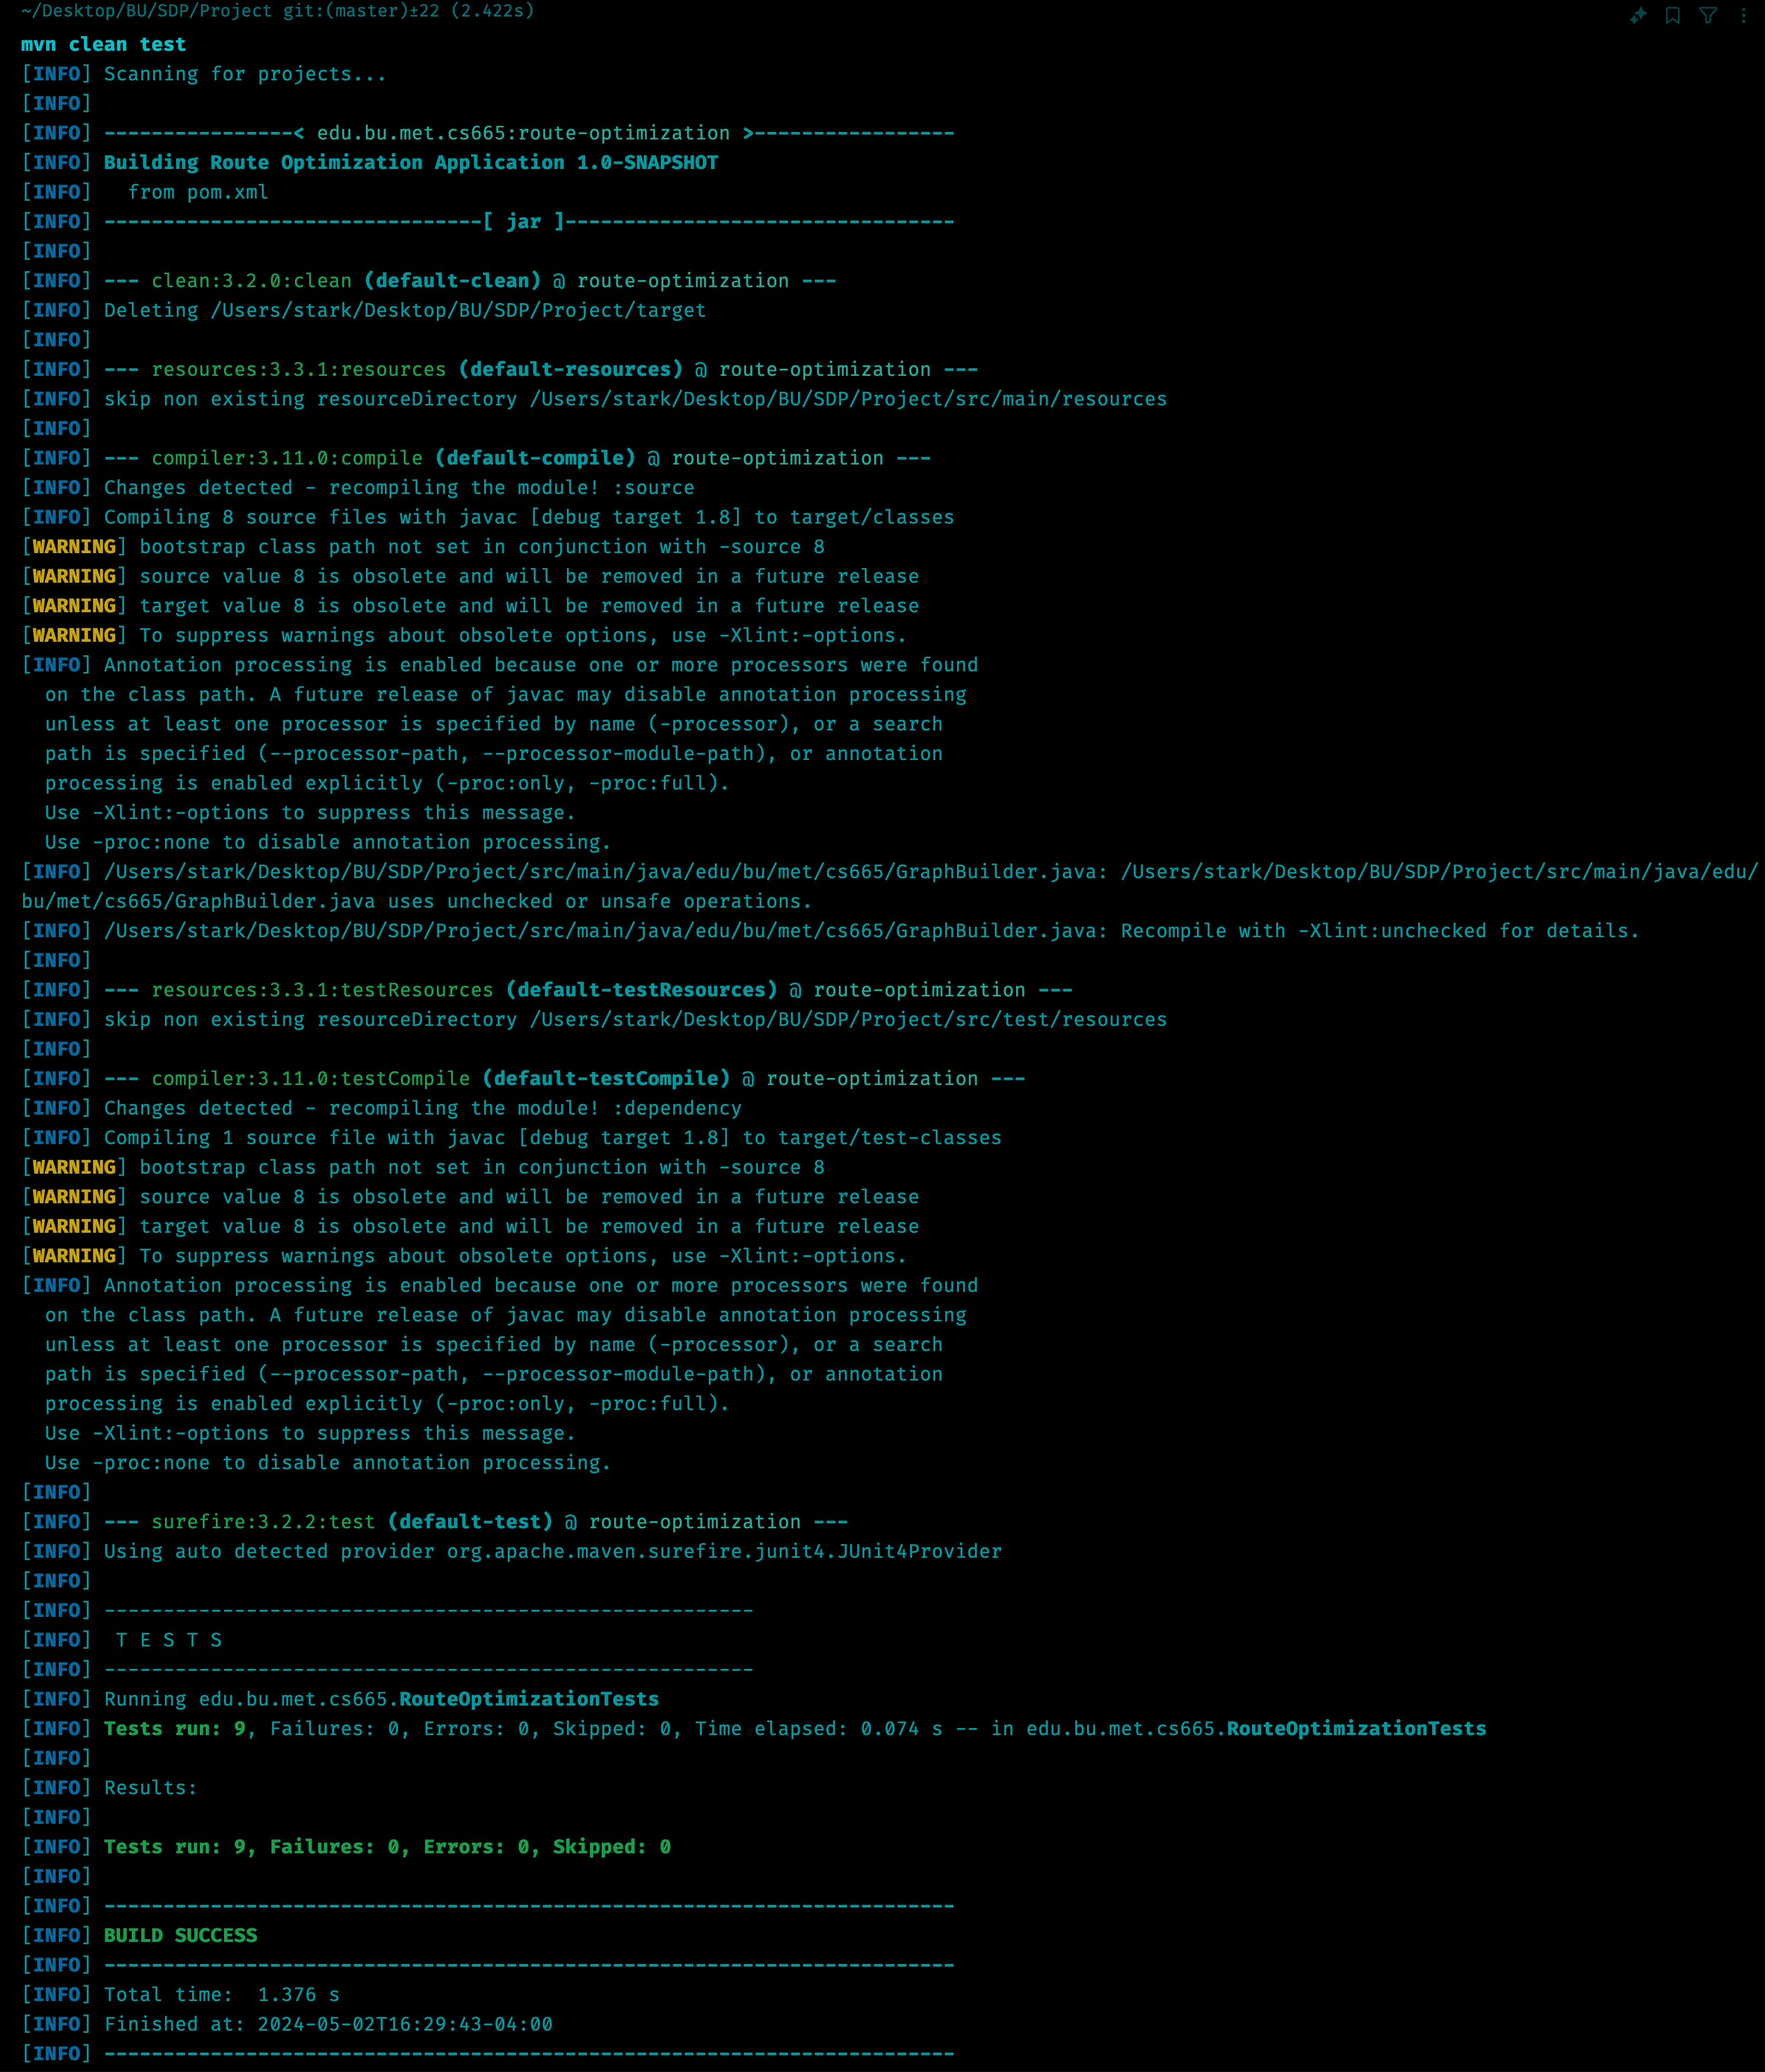 ~/Desktop/BU/SDP/Project git:(master)±22 (2.422s)
mvn clean test
[INFO] Scanning for projects...
[INFO]
[INFO] ----------------< edu.bu.met.cs665:route-optimization >-----------------
[INFO] Building Route Optimization Application 1.0-SNAPSHOT
[INFO]   from pom.xml
[INFO] --------------------------------[ jar ]---------------------------------
[INFO]
[INFO] --- clean:3.2.0:clean (default-clean) @ route-optimization ---
[INFO] Deleting /Users/stark/Desktop/BU/SDP/Project/target
[INFO]
[INFO] --- resources:3.3.1:resources (default-resources) @ route-optimization ---
[INFO] skip non existing resourceDirectory /Users/stark/Desktop/BU/SDP/Project/src/main/resources
[INFO]
[INFO] --- compiler:3.11.0:compile (default-compile) @ route-optimization ---
[INFO] Changes detected - recompiling the module! :source
[INFO] Compiling 8 source files with javac [debug target 1.8] to target/classes
[WARNING] bootstrap class path not set in conjunction with -source 8
[WARNING] source value 8 is obsolete and will be removed in a future release
[WARNING] target value 8 is obsolete and will be removed in a future release
[WARNING] To suppress warnings about obsolete options, use -Xlint:-options.
[INFO] Annotation processing is enabled because one or more processors were found
  on the class path. A future release of javac may disable annotation processing
  unless at least one processor is specified by name (-processor), or a search
  path is specified (--processor-path, --processor-module-path), or annotation
  processing is enabled explicitly (-proc:only, -proc:full).
  Use -Xlint:-options to suppress this message.
  Use -proc:none to disable annotation processing.
[INFO] /Users/stark/Desktop/BU/SDP/Project/src/main/java/edu/bu/met/cs665/GraphBuilder.java: /Users/stark/Desktop/BU/SDP/Project/src/main/java/edu/
bu/met/cs665/GraphBuilder.java uses unchecked or unsafe operations.
[INFO] /Users/stark/Desktop/BU/SDP/Project/src/main/java/edu/bu/met/cs665/GraphBuilder.java: Recompile with -Xlint:unchecked for details.
[INFO]
[INFO] --- resources:3.3.1:testResources (default-testResources) @ route-optimization ---
[INFO] skip non existing resourceDirectory /Users/stark/Desktop/BU/SDP/Project/src/test/resources
[INFO]
[INFO] --- compiler:3.11.0:testCompile (default-testCompile) @ route-optimization ---
[INFO] Changes detected - recompiling the module! :dependency
[INFO] Compiling 1 source file with javac [debug target 1.8] to target/test-classes
[WARNING] bootstrap class path not set in conjunction with -source 8
[WARNING] source value 8 is obsolete and will be removed in a future release
[WARNING] target value 8 is obsolete and will be removed in a future release
[WARNING] To suppress warnings about obsolete options, use -Xlint:-options.
[INFO] Annotation processing is enabled because one or more processors were found
  on the class path. A future release of javac may disable annotation processing
  unless at least one processor is specified by name (-processor), or a search
  path is specified (--processor-path, --processor-module-path), or annotation
  processing is enabled explicitly (-proc:only, -proc:full).
  Use -Xlint:-options to suppress this message.
  Use -proc:none to disable annotation processing.
[INFO]
[INFO] --- surefire:3.2.2:test (default-test) @ route-optimization ---
[INFO] Using auto detected provider org.apache.maven.surefire.junit4.JUnit4Provider
[INFO]
[INFO] -------------------------------------------------------
[INFO]  T E S T S
[INFO] -------------------------------------------------------
[INFO] Running edu.bu.met.cs665.RouteOptimizationTests
[INFO] Tests run: 9, Failures: 0, Errors: 0, Skipped: 0, Time elapsed: 0.074 s -- in edu.bu.met.cs665.RouteOptimizationTests
[INFO]
[INFO] Results:
[INFO]
[INFO] Tests run: 9, Failures: 0, Errors: 0, Skipped: 0
[INFO]
[INFO] ------------------------------------------------------------------------
[INFO] BUILD SUCCESS
[INFO] ------------------------------------------------------------------------
[INFO] Total time:  1.376 s
[INFO] Finished at: 2024-05-02T16:29:43-04:00
[INFO] ------------------------------------------------------------------------